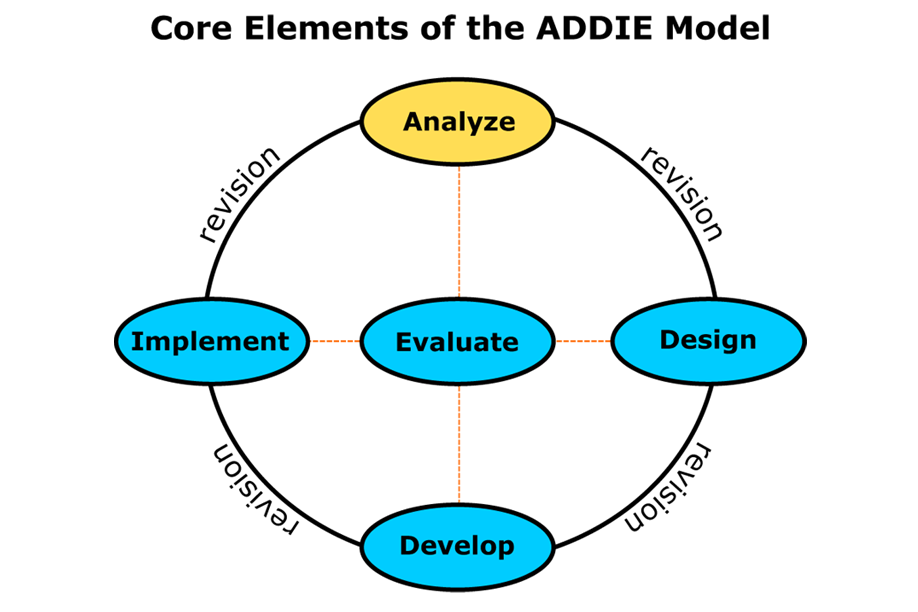 Core Elements of the ADDIE Model
Analyze
revision
revision
Implement
Evaluate
Design
revision
revision
Develop